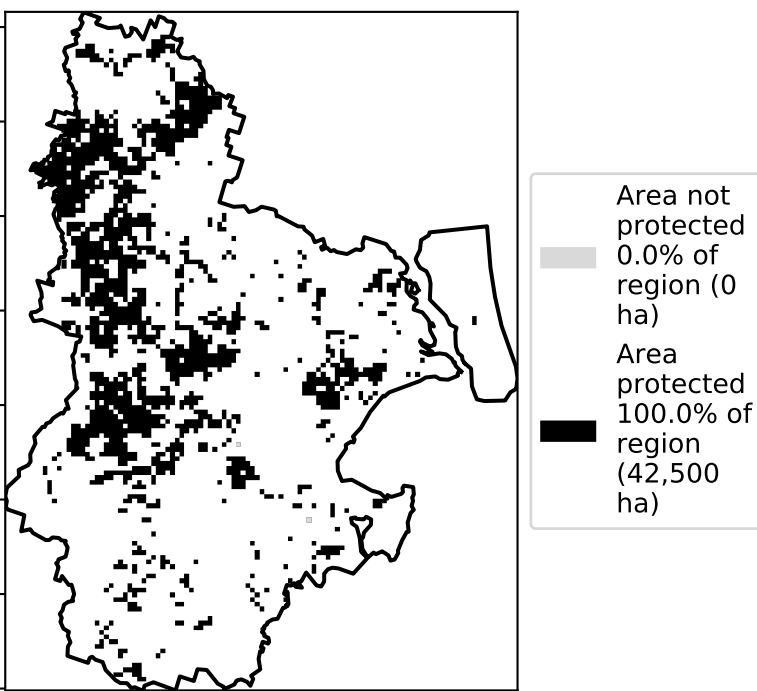 Area not
protected
0.0% of
region (0
ha)
Area
protected
100.0% of
region
(42,500
ha)